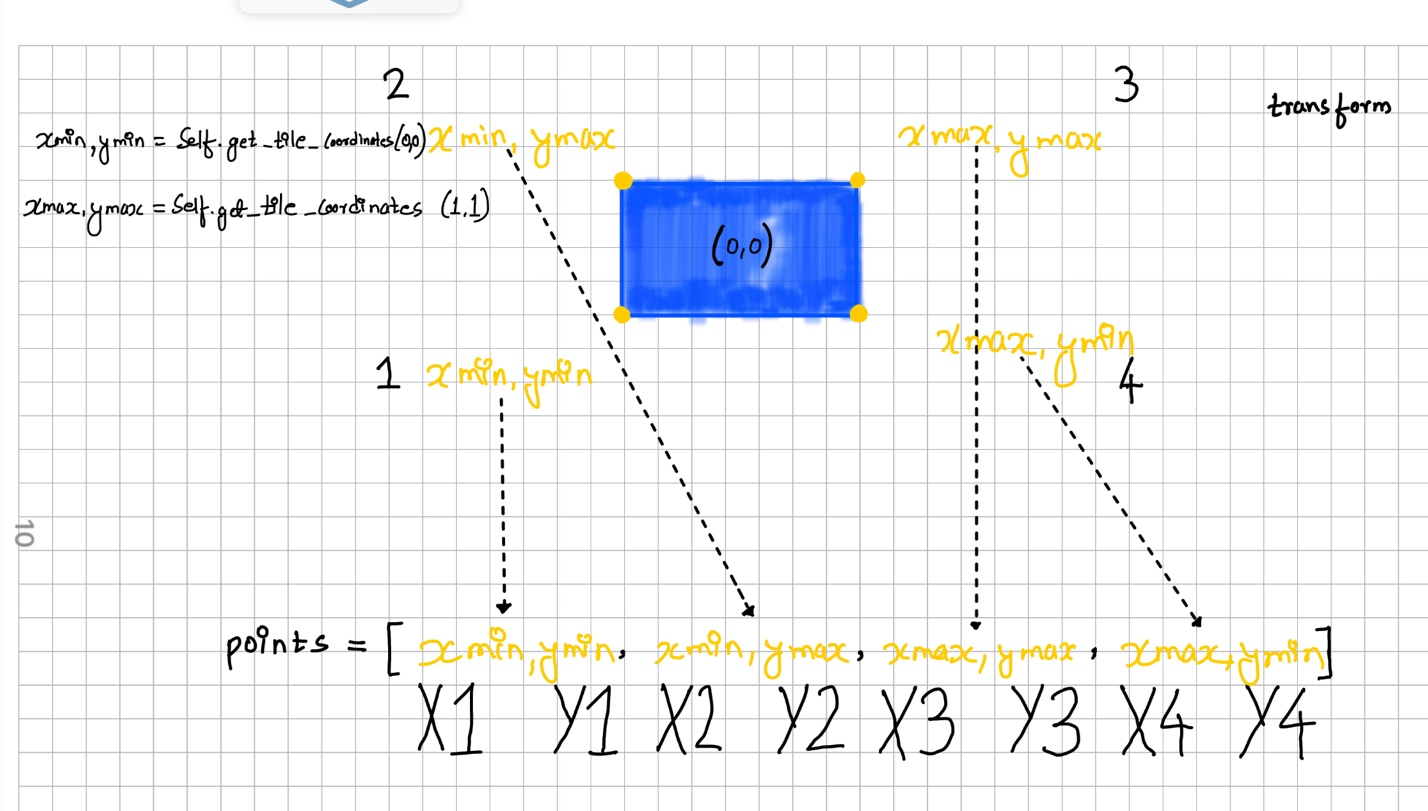 2
3
transform
xmin, ymin = Self.get_tile_coordinates(0,0)
xmin, ymax
xmax, ymax
xmax, ymax = Self.get_tile_coordinates (1,1)
(0,0)
xmax, ymin
1
xmin, ymin
4
10
points = [ xmin, ymin, xmin, ymax, xmax, ymax, xmax, ymin]
X1 Y1 X2 Y2 X3 Y3 X4 Y4